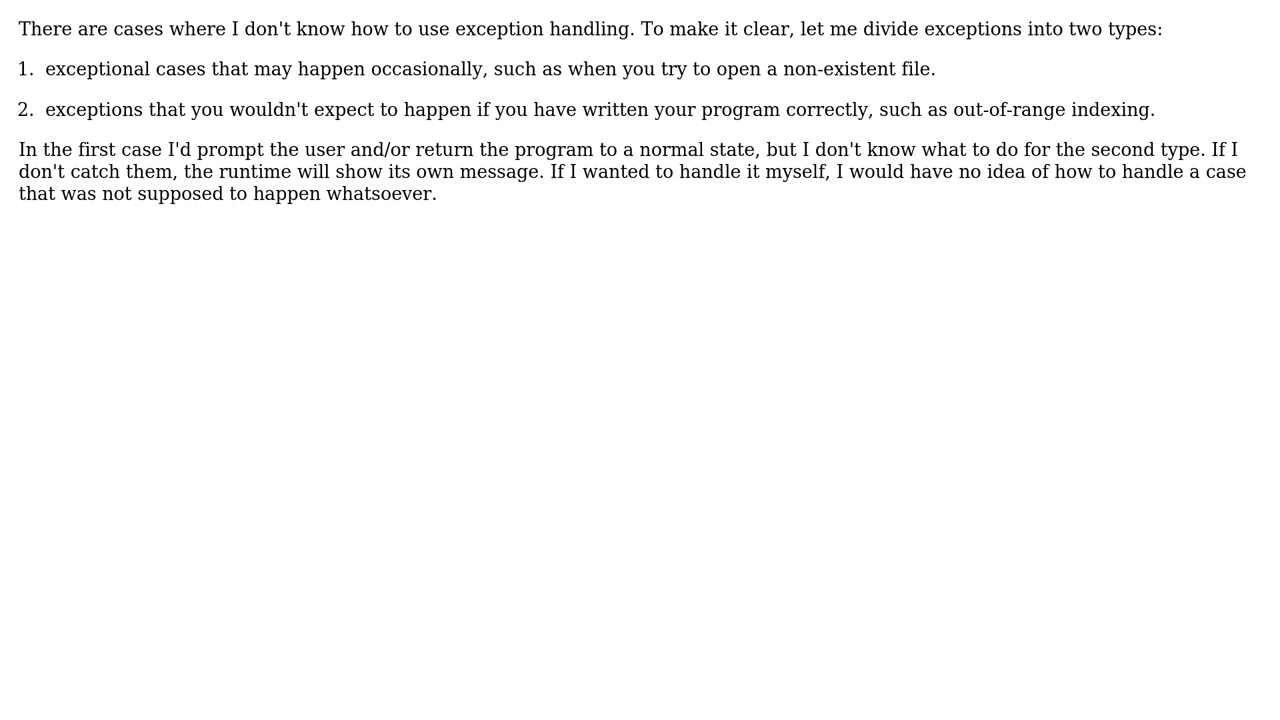 There are cases where I don't know how to use exception handling. To make it clear, let me divide exceptions into two types:
1. exceptional cases that may happen occasionally, such as when you try to open a non-existent file.
2. exceptions that you wouldn't expect to happen if you have written your program correctly, such as out-of-range indexing.
In the first case I'd prompt the user and/or return the program to a normal state, but I don't know what to do for the second type. If I
don't catch them, the runtime will show its own message. If I wanted to handle it myself, I would have no idea of how to handle a case
that was not supposed to happen whatsoever.